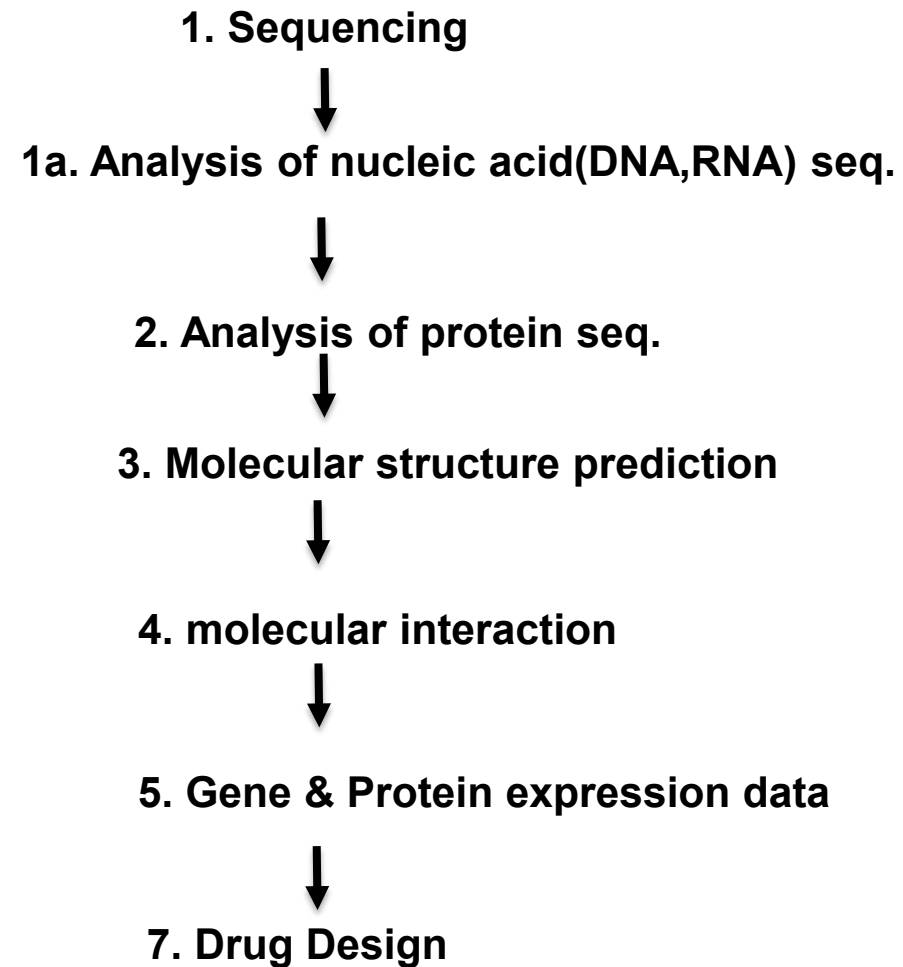 1. Sequencing
1a. Analysis of nucleic acid(DNA,RNA) seq.
2. Analysis of protein seq.
3. Molecular structure prediction
4. molecular interaction
5. Gene & Protein expression data
7. Drug Design